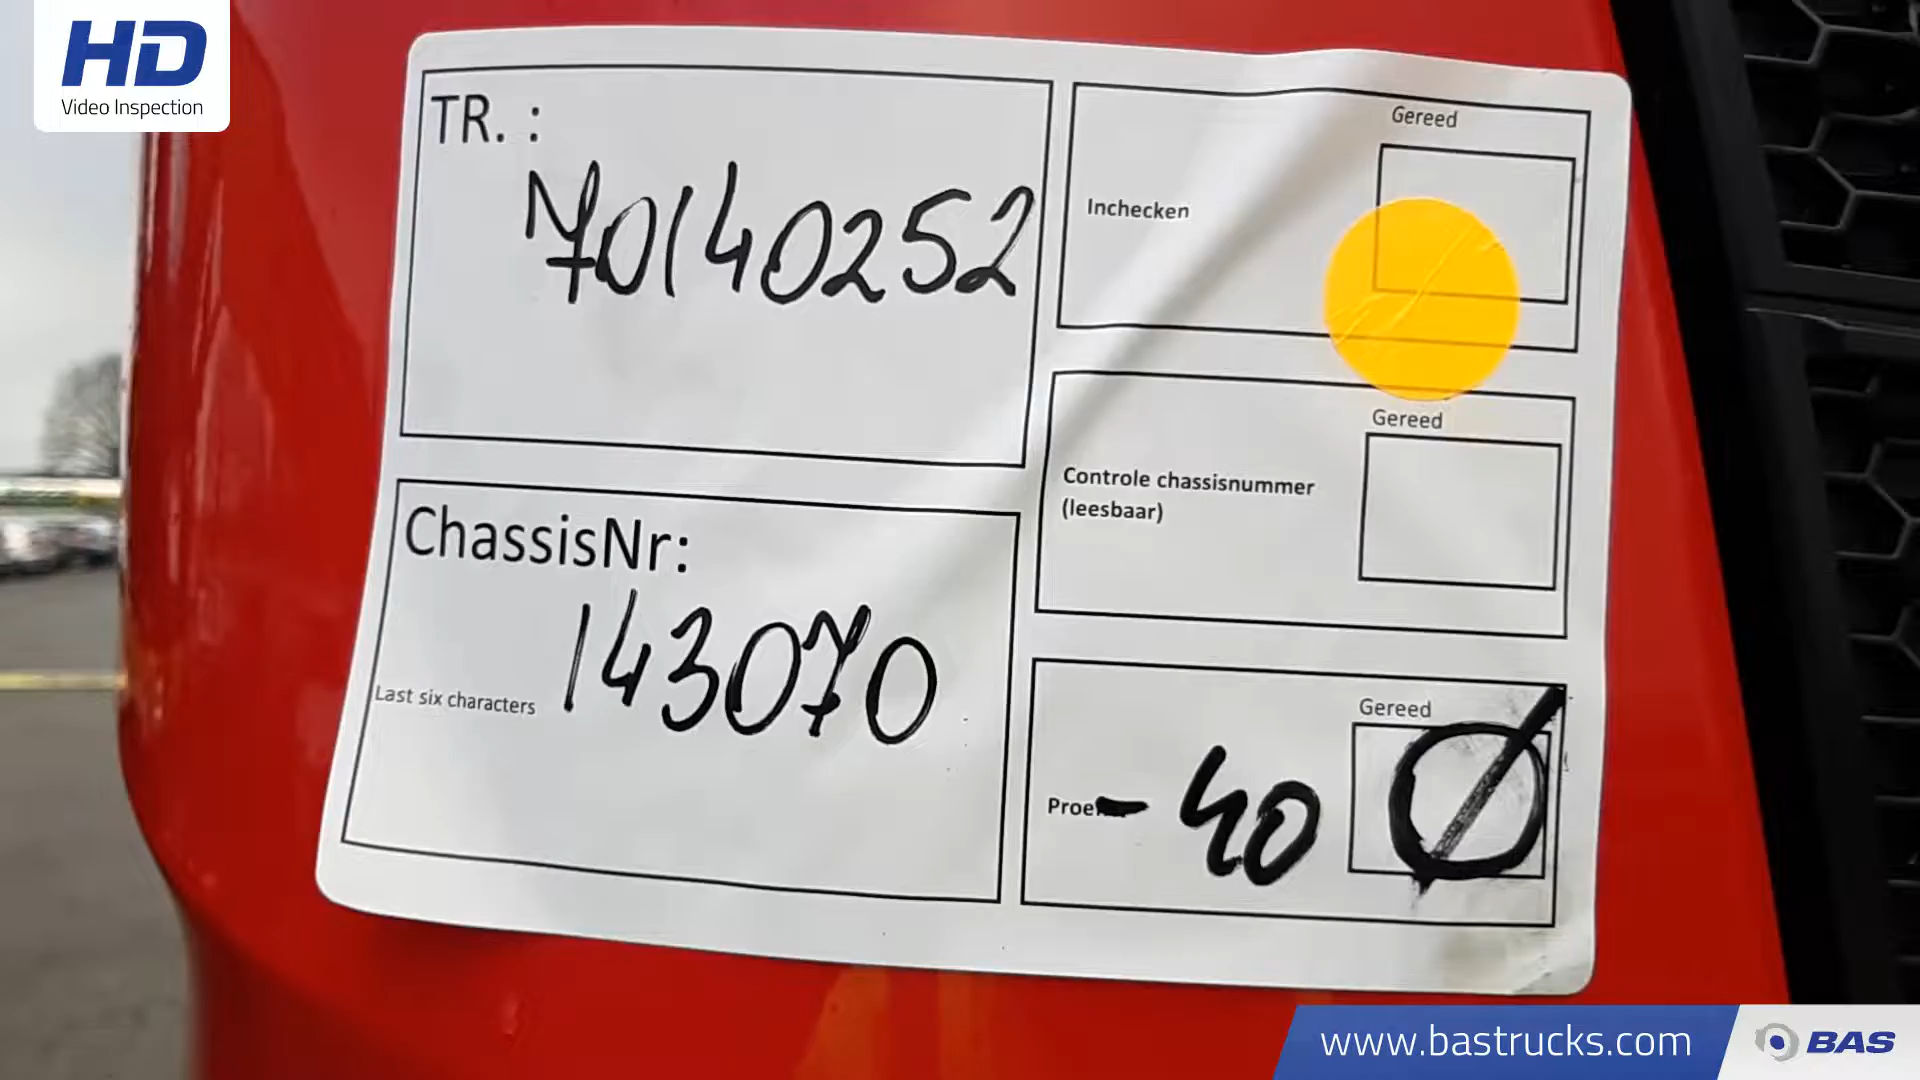 HD
Video Inspection
TR. :
70140252
ChassisNr:
143070
Last six characters
Gereed
Inchecken
Gereed
Controle chassisnummer
(leesbaar)
Gereed
- 40
www.bastrucks.com
BAS